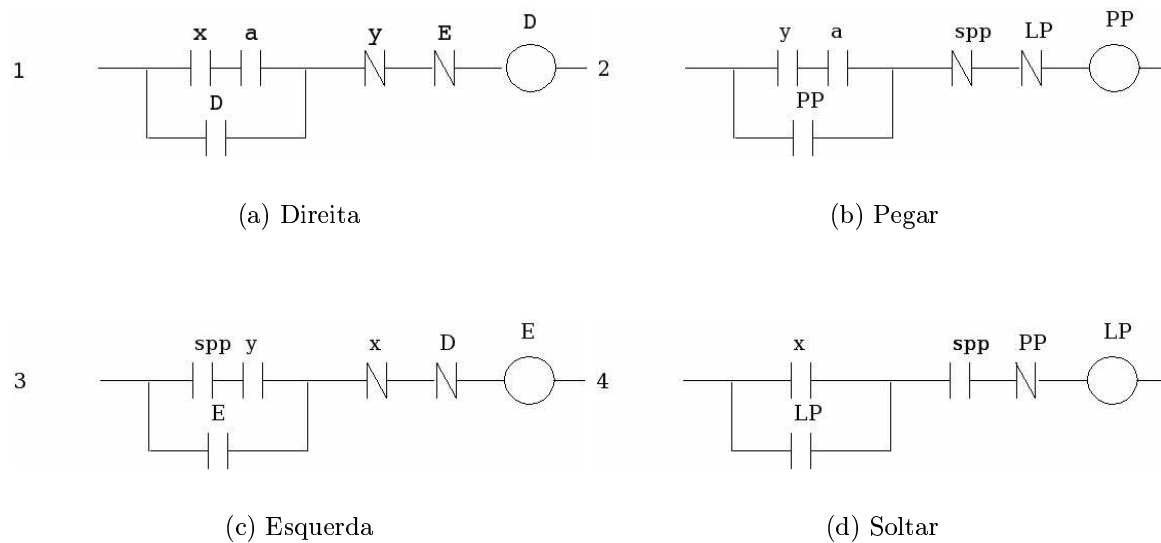 x a y E D
1
D
(a) Direita
y a spp LP PP
2
PP
(b) Pegar
spp y x D E
3
E
(c) Esquerda
x spp PP LP
4
LP
(d) Soltar